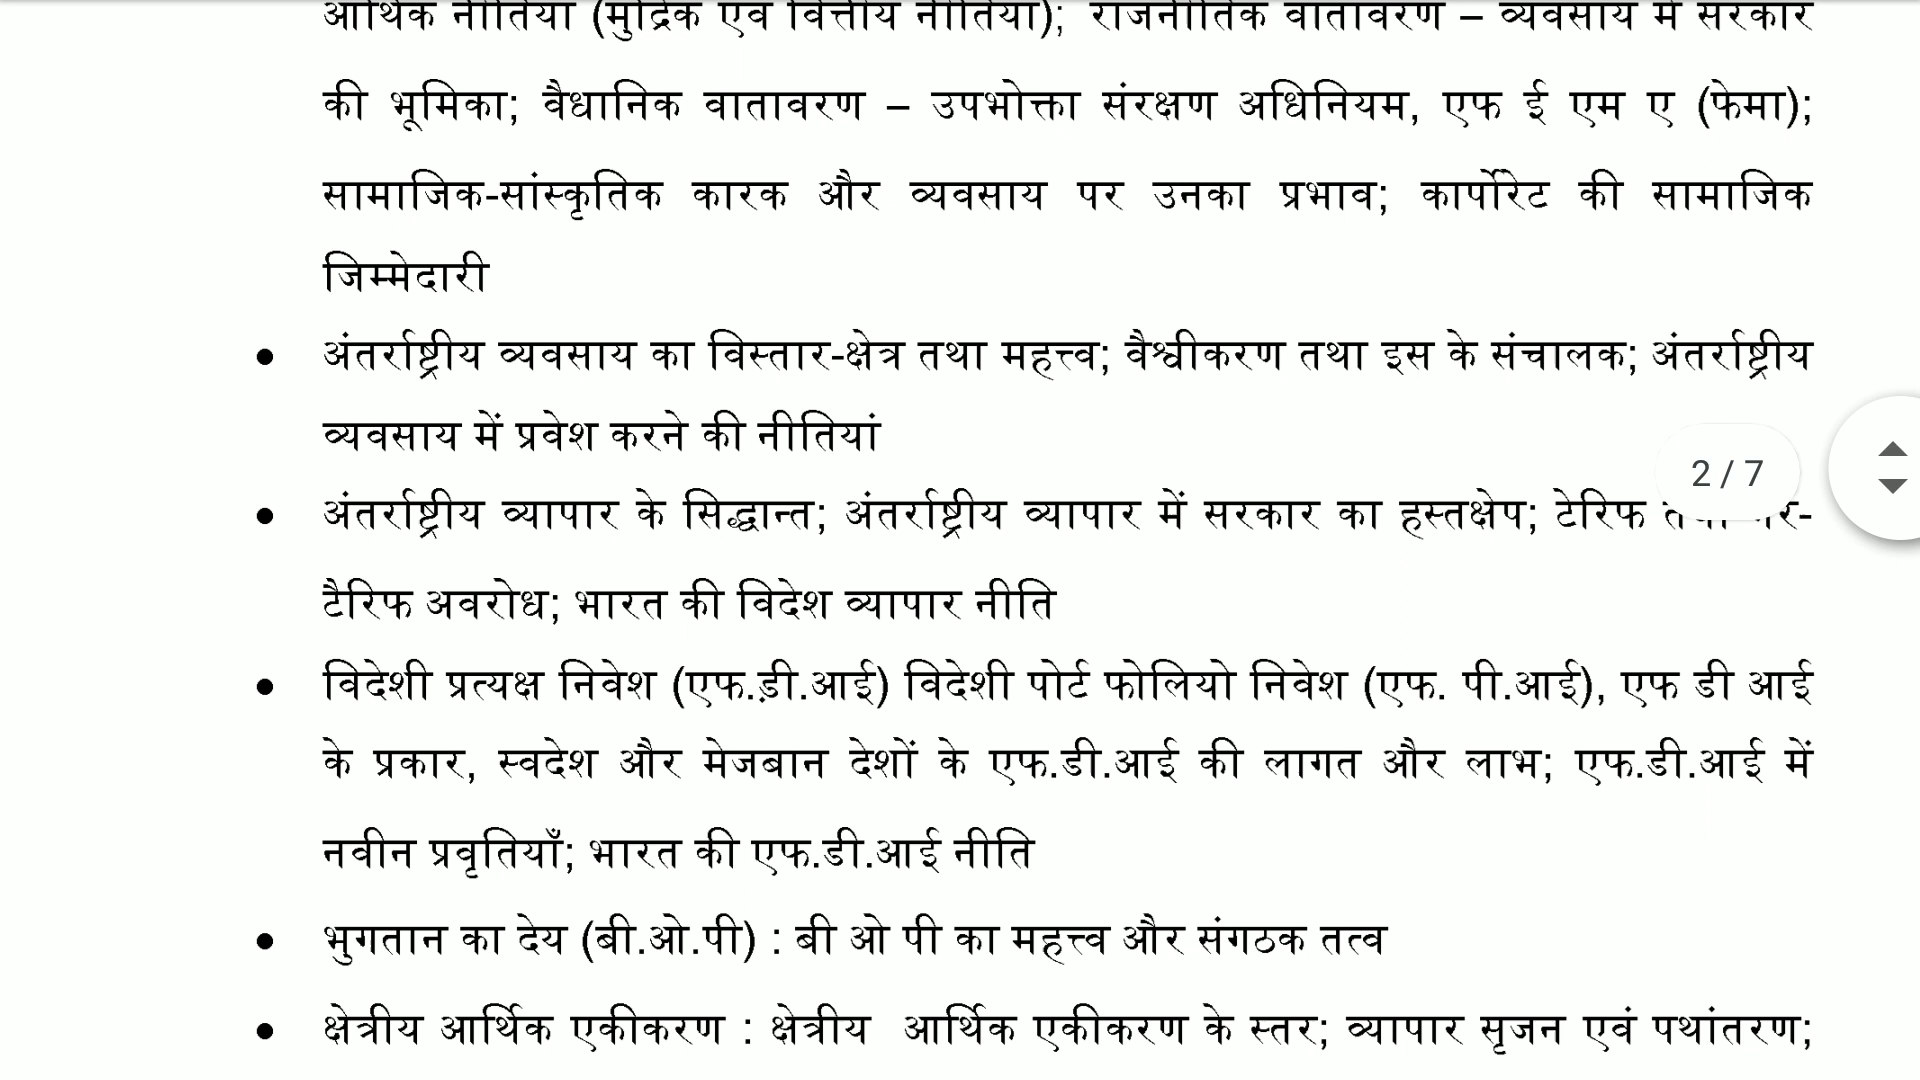 आर्थिक नीतियां (मुद्रिक एवं वित्तीय नीतियां); राजनीतिक वातावरण – व्यवसाय में सरकार
की भूमिका; वैधानिक वातावरण – उपभोक्ता संरक्षण अधिनियम, एफ ई एम ए (फेमा);
सामाजिक-सांस्कृतिक कारक और व्यवसाय पर उनका प्रभाव; कार्पोरेट की सामाजिक
जिम्मेदारी
• अंतर्राष्ट्रीय व्यवसाय का विस्तार-क्षेत्र तथा महत्त्व; वैश्वीकरण तथा इस के संचालक; अंतर्राष्ट्रीय
व्यवसाय में प्रवेश करने की नीतियां
2 / 7
• अंतर्राष्ट्रीय व्यापार के सिद्धान्त; अंतर्राष्ट्रीय व्यापार में सरकार का हस्तक्षेप; टेरिफ
टैरिफ अवरोध; भारत की विदेश व्यापार नीति
• विदेशी प्रत्यक्ष निवेश (एफ.ड़ी.आई) विदेशी पोर्ट फोलियो निवेश (एफ. पी.आई), एफ डी आई
के प्रकार, स्वदेश और मेजबान देशों के एफ.डी.आई की लागत और लाभ; एफ.डी.आई में
नवीन प्रवृतियाँ; भारत की एफ.डी.आई नीति
• भुगतान का देय (बी.ओ.पी) : बी ओ पी का महत्त्व और संगठक तत्व
• क्षेत्रीय आर्थिक एकीकरण : क्षेत्रीय आर्थिक एकीकरण के स्तर; व्यापार सृजन एवं पथांतरण;